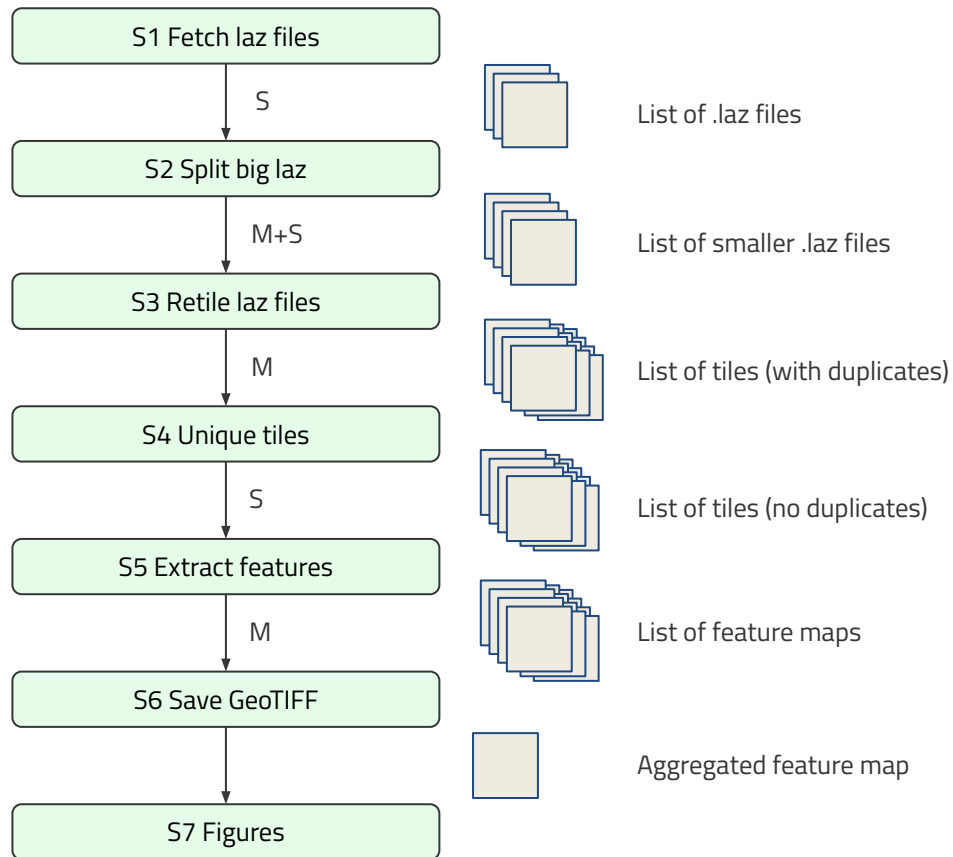 S1 Fetch laz files
S
List of .laz files
S2 Split big laz
M+S
List of smaller .laz files
S3 Retile laz files
M
List of tiles (with duplicates)
S4 Unique tiles
S
List of tiles (no duplicates)
S5 Extract features
M
List of feature maps
S6 Save GeoTIFF
Aggregated feature map
S7 Figures